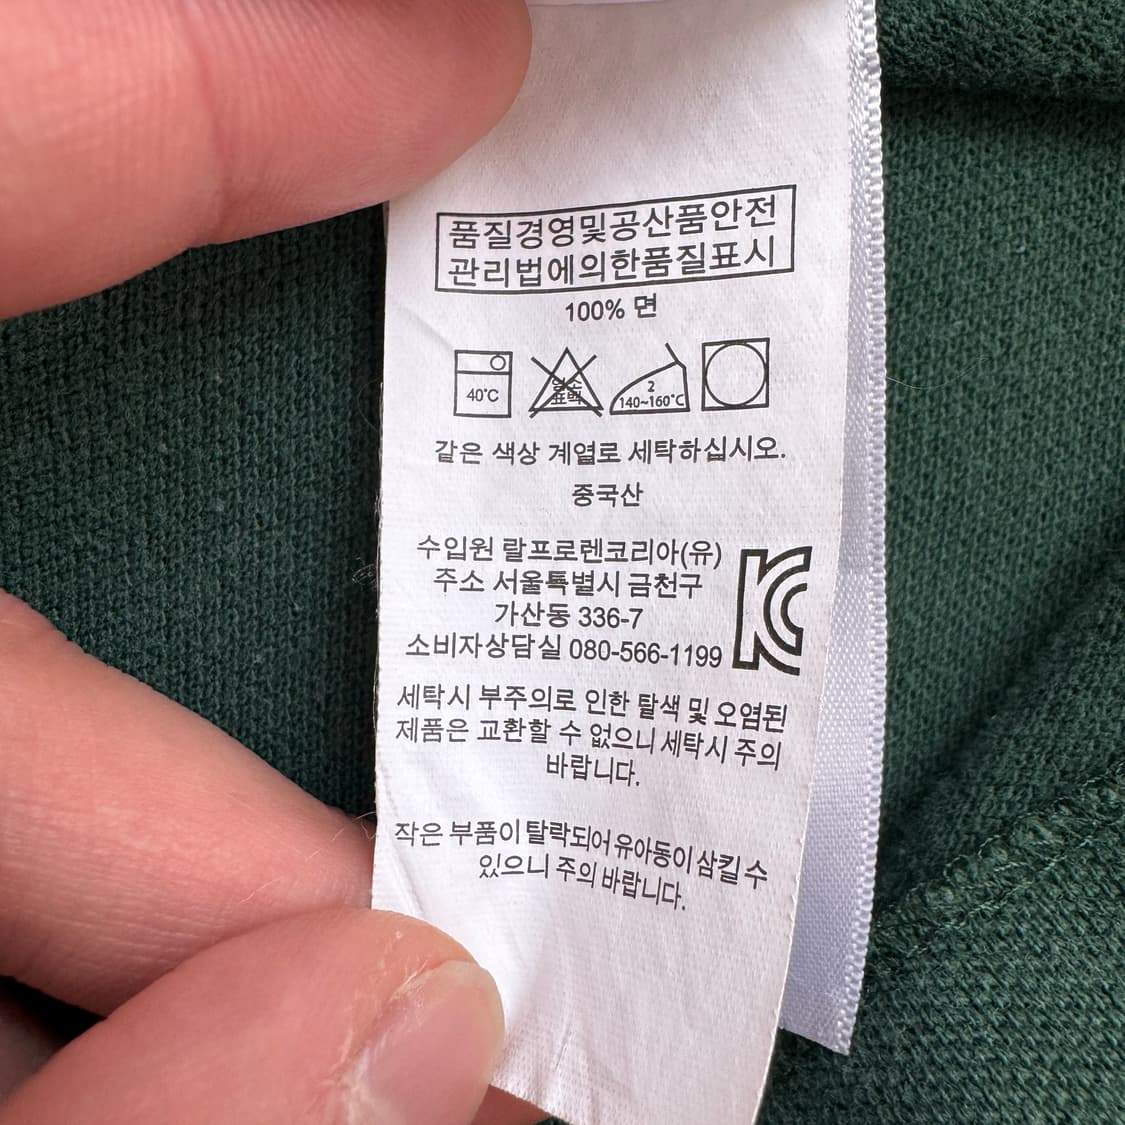 품질경영및공산품안전
관리법에의한품질표시
100% 면
40°C
염소
표백
2
140~160°C
같은 색상 계열로 세탁하십시오.
중국산
수입원 랄프로렌코리아(유)
주소 서울특별시 금천구
가산동 336-7
소비자상담실 080-566-1199
세탁시 부주의로 인한 탈색 및 오염된
제품은 교환할 수 없으니 세탁시 주의
바랍니다.
작은 부품이 탈락되어 유아동이 삼킬 수
있으니 주의 바랍니다.